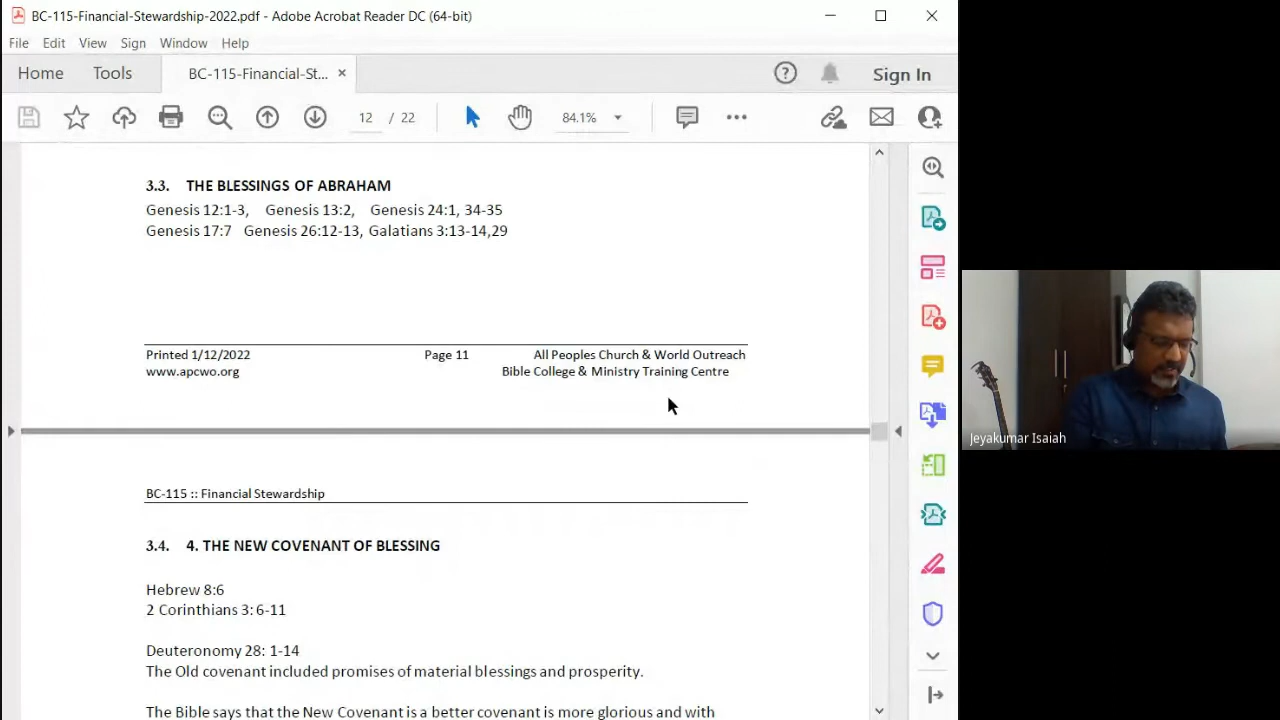 BC-115-Financial-Stewardship-2022.pdf - Adobe Acrobat Reader DC (64-bit)
File Edit View Sign Window Help
Home Tools BC-115-Financial-St... × ? Sign In
12 / 22 84.1%
3.3. THE BLESSINGS OF ABRAHAM
Genesis 12:1-3, Genesis 13:2, Genesis 24:1, 34-35
Genesis 17:7 Genesis 26:12-13, Galatians 3:13-14,29
Printed 1/12/2022 Page 11 All Peoples Church & World Outreach
www.apcwo.org Bible College & Ministry Training Centre
Jeyakumar Isaiah
BC-115 :: Financial Stewardship
3.4. 4. THE NEW COVENANT OF BLESSING
Hebrew 8:6
2 Corinthians 3: 6-11
Deuteronomy 28: 1-14
The Old covenant included promises of material blessings and prosperity.
The Bible says that the New Covenant is a better covenant is more glorious and with